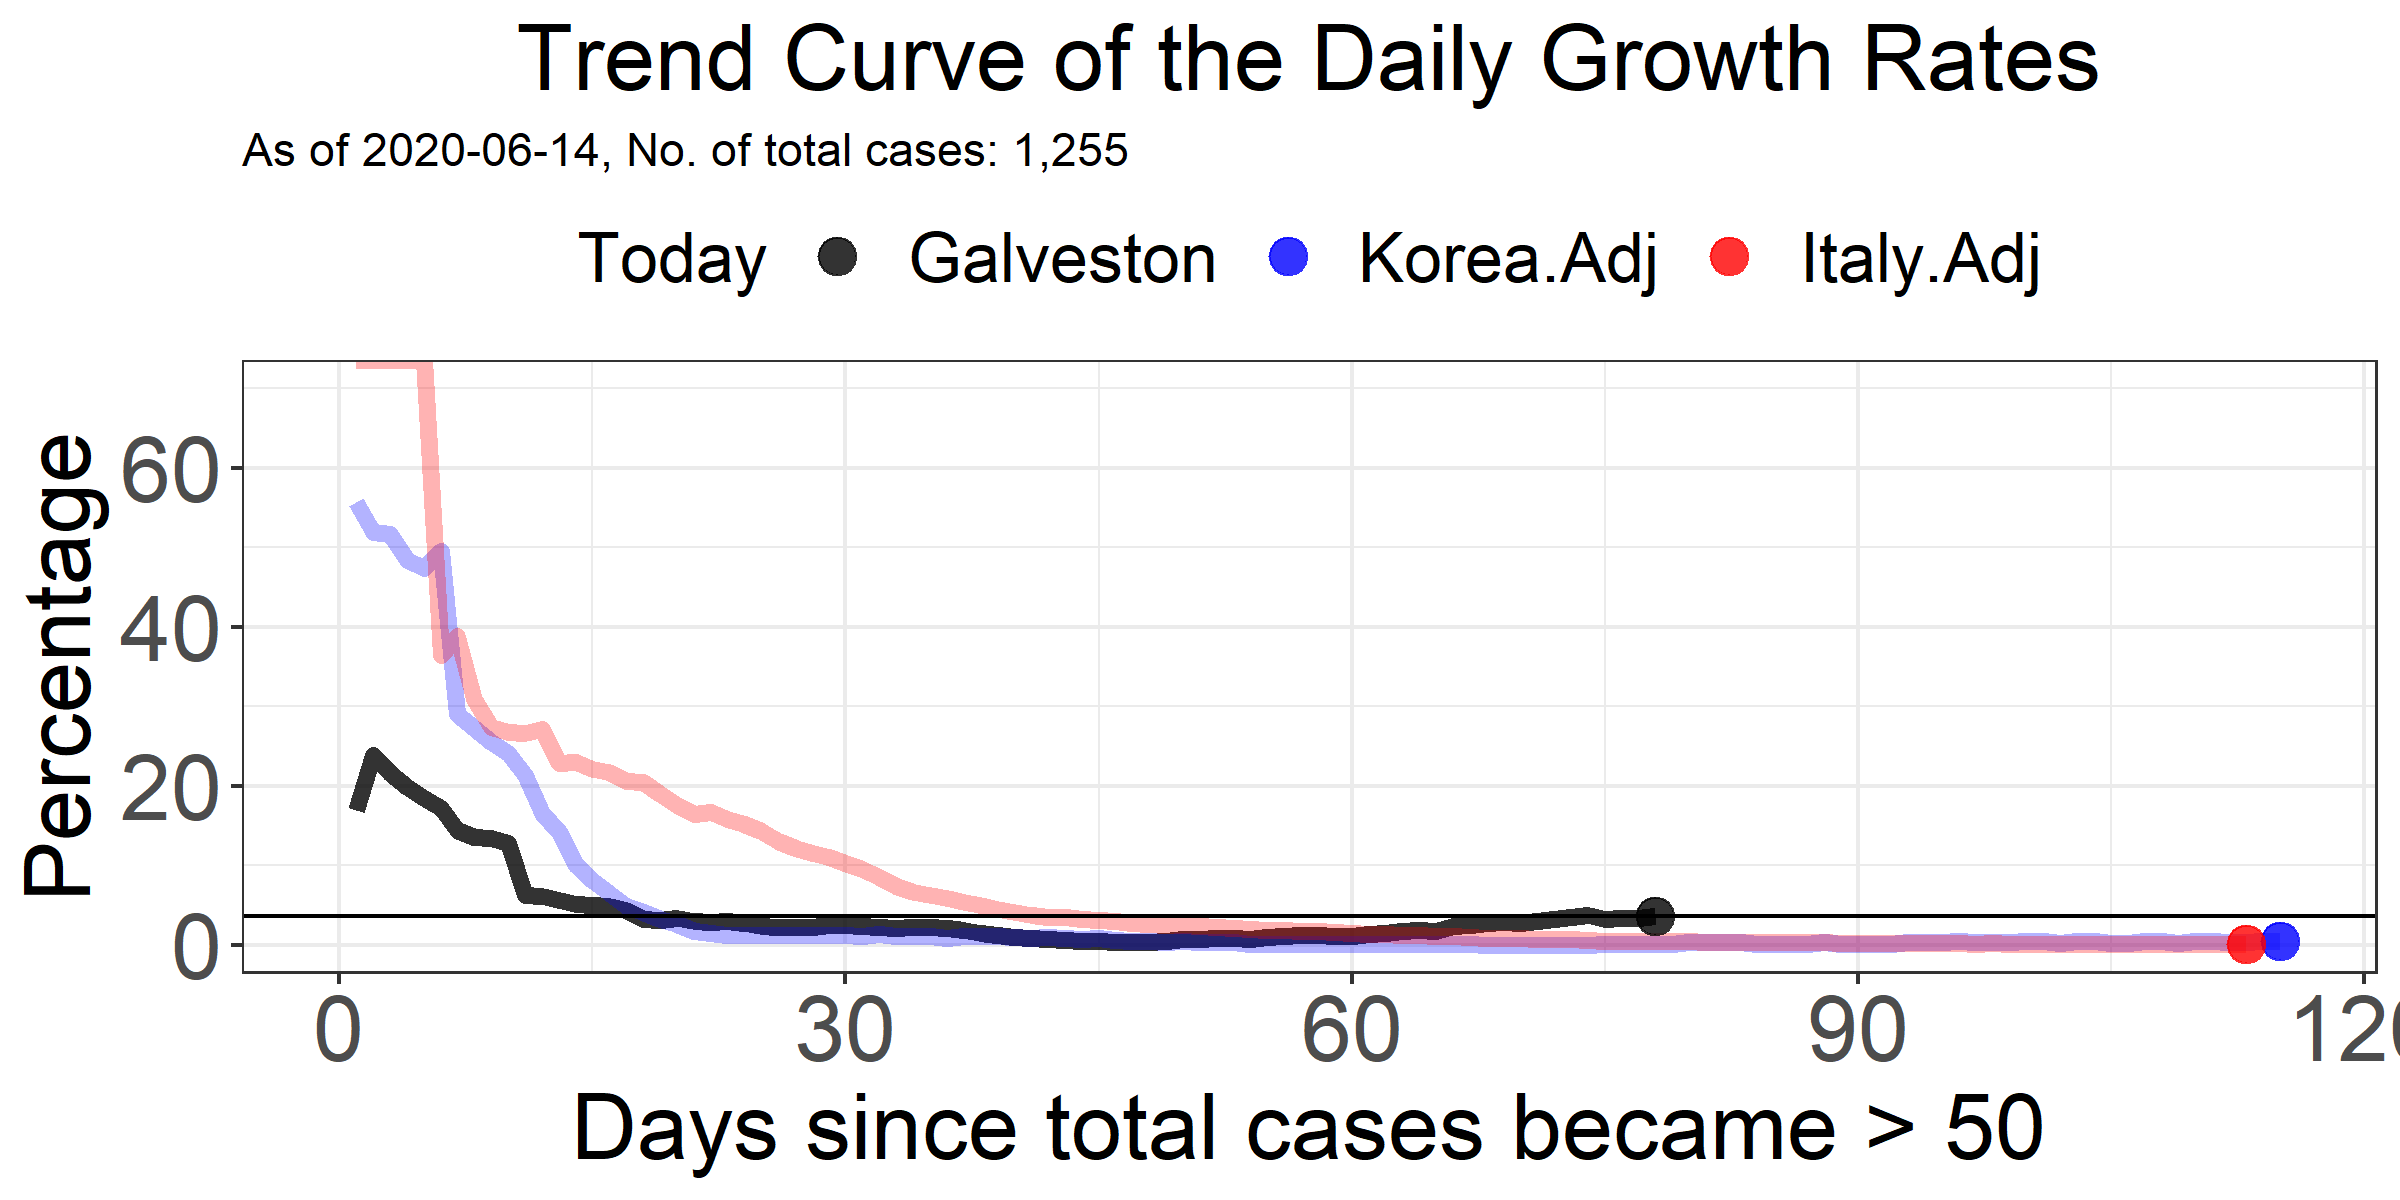 Trend Curve of the Daily Growth Rates
As of 2020-06-14, No. of total cases: 1,255
Today Galveston Korea.Adj Italy.Adj
Percentage
60
40
20
0
0 30 60 90 120
Days since total cases became > 50